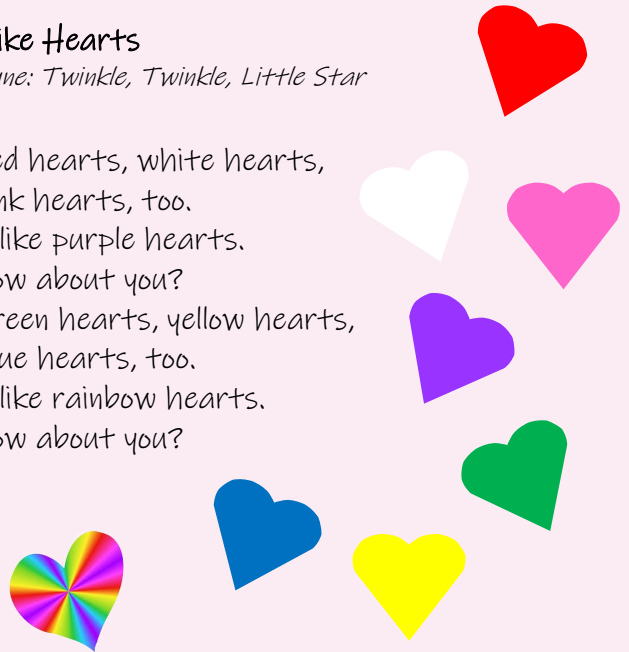 ike Hearts
une: Twinkle, Twinkle, Little Star
ed hearts, white hearts,
nk hearts, too.
like purple hearts.
ow about you?
reen hearts, yellow hearts,
ue hearts, too.
like rainbow hearts.
ow about you?